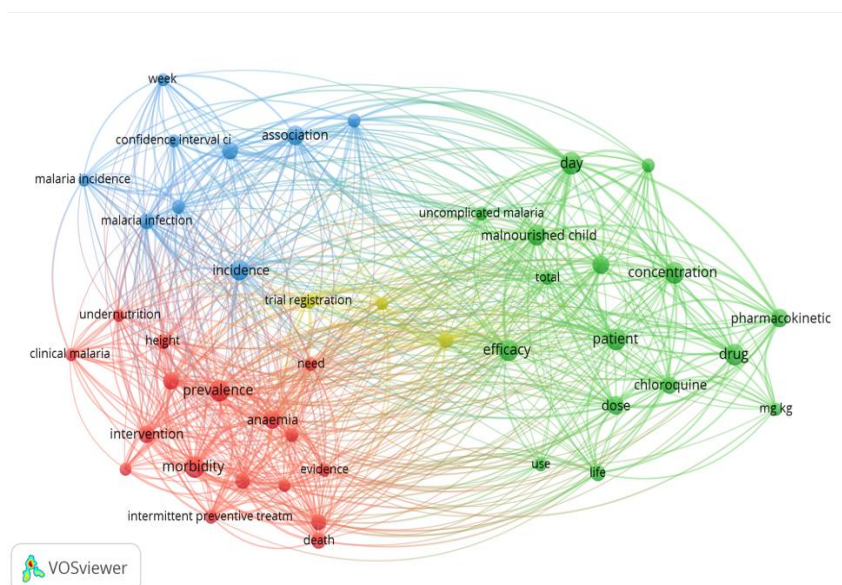 week
confidence interval ci
association
malaria incidence
malaria infection
day
uncomplicated malaria
malnourished child
incidence
total
concentration
trial registration
undernutrition
pharmacokinetic
height
clinical malaria
efficacy
patient
need
drug
prevalence
chloroquine
dose
mg kg
anaemia
intervention
morbidity
evidence
use
life
intermittent preventive treatm
death
VOSviewer